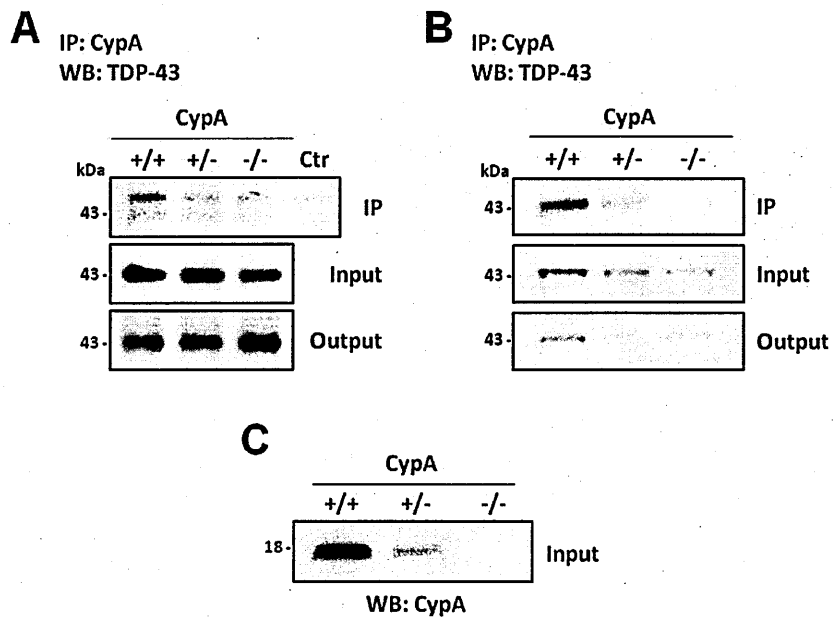 A
IP: CypA
WB: TDP-43
CypA
+/+ +/- -/- Ctr
kDa
43 - IP
43 - Input
43 - Output
B
IP: CypA
WB: TDP-43
CypA
+/+ +/- -/-
kDa
43 - IP
43 - Input
43 - Output
C
CypA
+/+ +/- -/-
18 - Input
WB: CypA